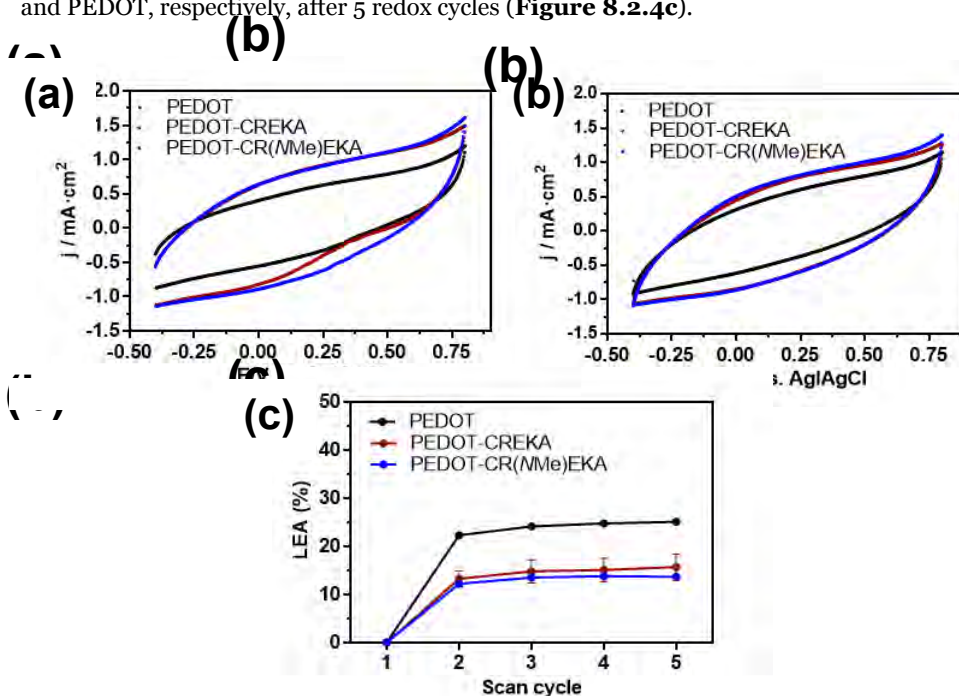 and PEDOT, respectively, after 5 redox cycles (Figure 8.2.4c).
(b)
(b)
(a)
(b)
2.0
1.5
1.0
0.5
0.0
-0.5
-1.0
-1.5
j / mA·cm²
PEDOT
PEDOT-CREKA
PEDOT-CR(NMe)EKA
-0.50 -0.25 0.00 0.25 0.50 0.75
2.0
1.5
1.0
0.5
0.0
-0.5
-1.0
-1.5
j / mA·cm²
PEDOT
PEDOT-CREKA
PEDOT-CR(NMe)EKA
-0.50 -0.25 0.00 0.25 0.50 0.75
s. Ag|AgCl
(c)
50
40
30
20
10
0
LEA (%)
PEDOT
PEDOT-CREKA
PEDOT-CR(NMe)EKA
1 2 3 4 5
Scan cycle